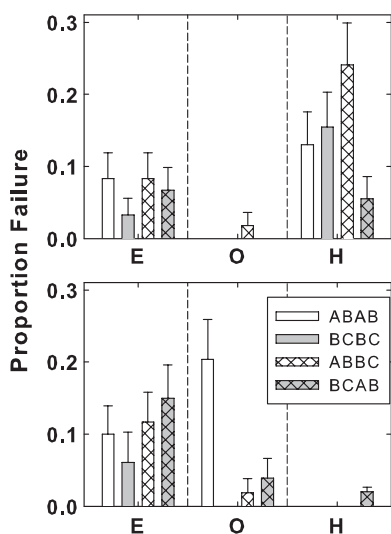 0.3
0.2
0.1
0.0
E O H
0.3
0.2
0.1
0.0
E O H
Proportion Failure
ABAB
BCBC
ABBC
BCAB